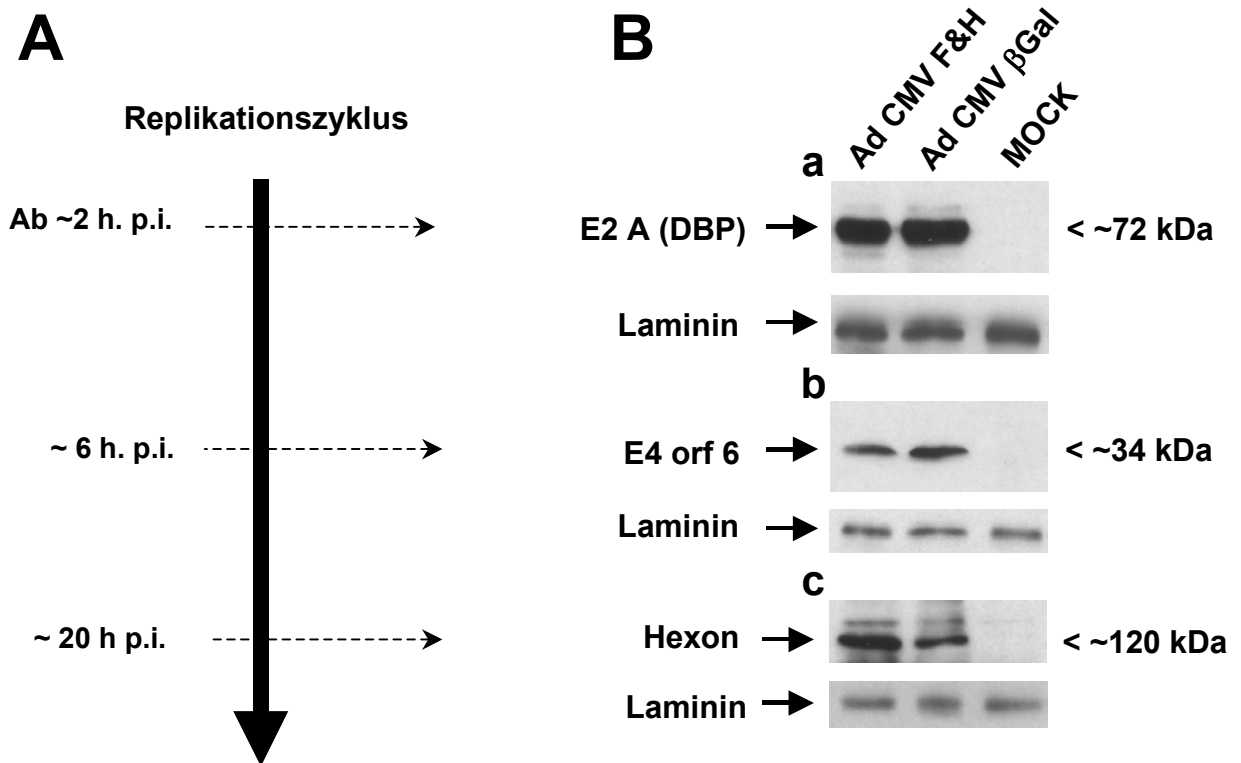 A
Replikationszyklus
Ab ~2 h. p.i.
~ 6 h. p.i.
~ 20 h p.i.
B
Ad CMV F&H
Ad CMV βGal
MOCK
a
E2 A (DBP)
< ~72 kDa
Laminin
b
E4 orf 6
< ~34 kDa
Laminin
c
Hexon
< ~120 kDa
Laminin